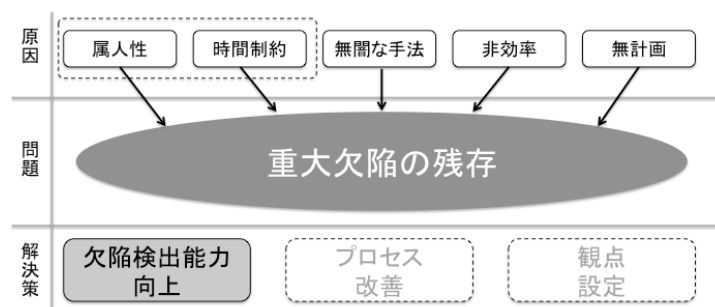 原因
属人性
時間制約
無闇な手法
非効率
無計画
問題
重大欠陥の残存
解決策
欠陥検出能力
向上
プロセス
改善
観点
設定